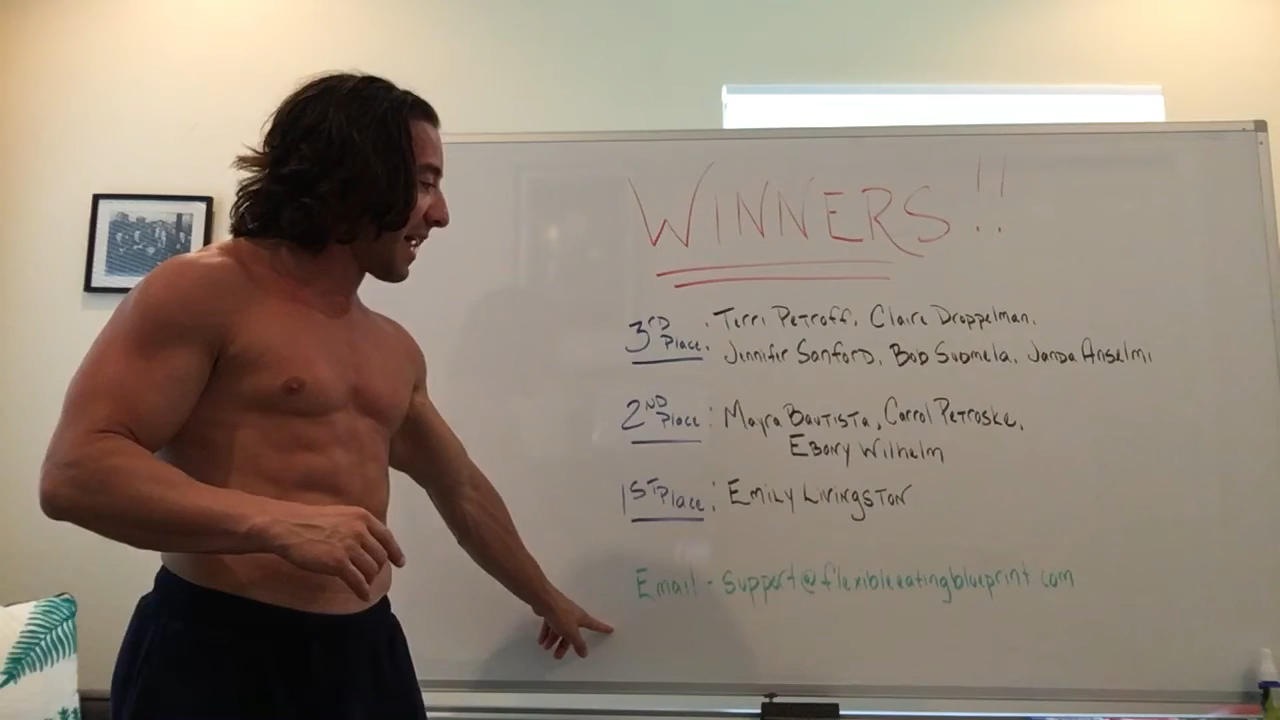 WINNERS!!
3RD Place: Terri Petroff, Claire Droppelman,
Jennifer Sanford, Bob Suomela, Janda Anselmi
2ND Place: Mayra Bautista, Carrol Petroske,
Ebony Wilhelm
1ST Place: Emily Livingston
Email - support@flexibleeatingblueprint.com